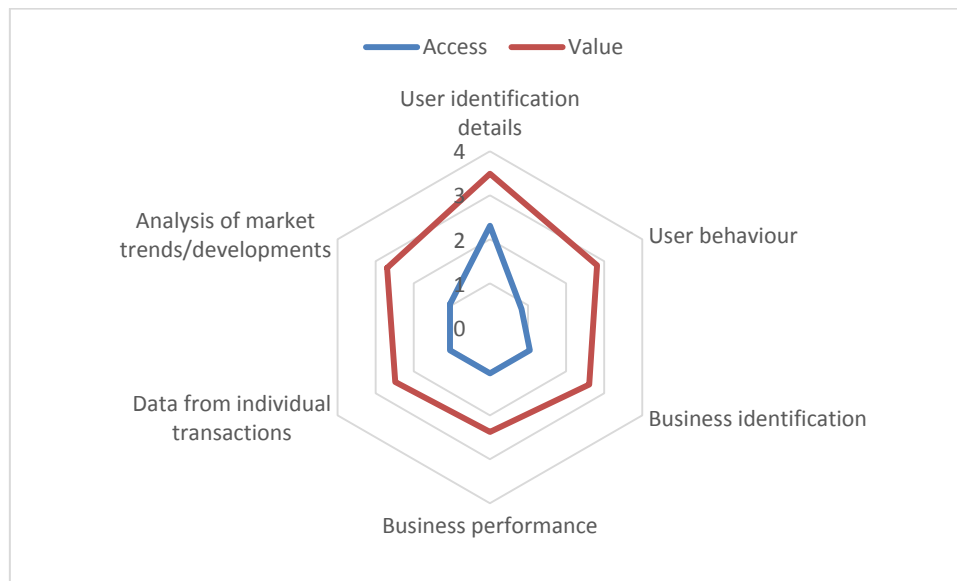 Access Value
User identification
details
4
3
2
1
0
User behaviour
Business identification
Business performance
Data from individual
transactions
Analysis of market
trends/developments